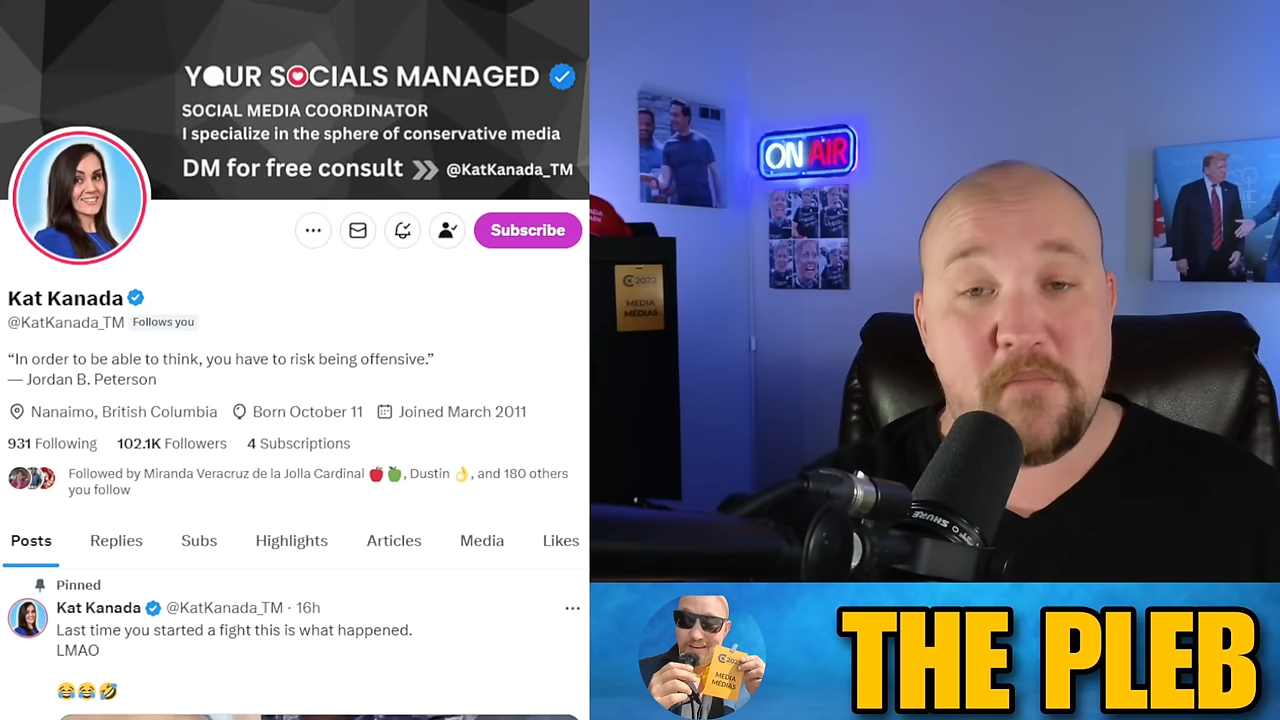 YOUR SOCIALS MANAGED
SOCIAL MEDIA COORDINATOR
I specialize in the sphere of conservative media
DM for free consult @KatKanada_TM
Subscribe
Kat Kanada
@KatKanada_TM Follows you
“In order to be able to think, you have to risk being offensive.”
— Jordan B. Peterson
Nanaimo, British Columbia Born October 11 Joined March 2011
931 Following 102.1K Followers 4 Subscriptions
Followed by Miranda Veracruz de la Jolla Cardinal 🍎🍏, Dustin 👌, and 180 others
you follow
Posts Replies Subs Highlights Articles Media Likes
Pinned
Kat Kanada @KatKanada_TM · 16h
Last time you started a fight this is what happened.
LMAO
😂😂🤣
ON AIR
2022
MEDIA
MÉDIAS
SHURE
THE PLEB
2022
MEDIA
MÉDIAS